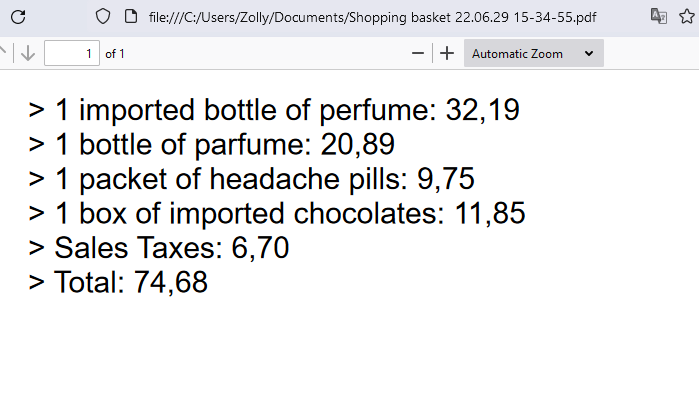 file:///C:/Users/Zolly/Documents/Shopping basket 22.06.29 15-34-55.pdf
1 of 1
Automatic Zoom
> 1 imported bottle of perfume: 32,19
> 1 bottle of parfume: 20,89
> 1 packet of headache pills: 9,75
> 1 box of imported chocolates: 11,85
> Sales Taxes: 6,70
> Total: 74,68